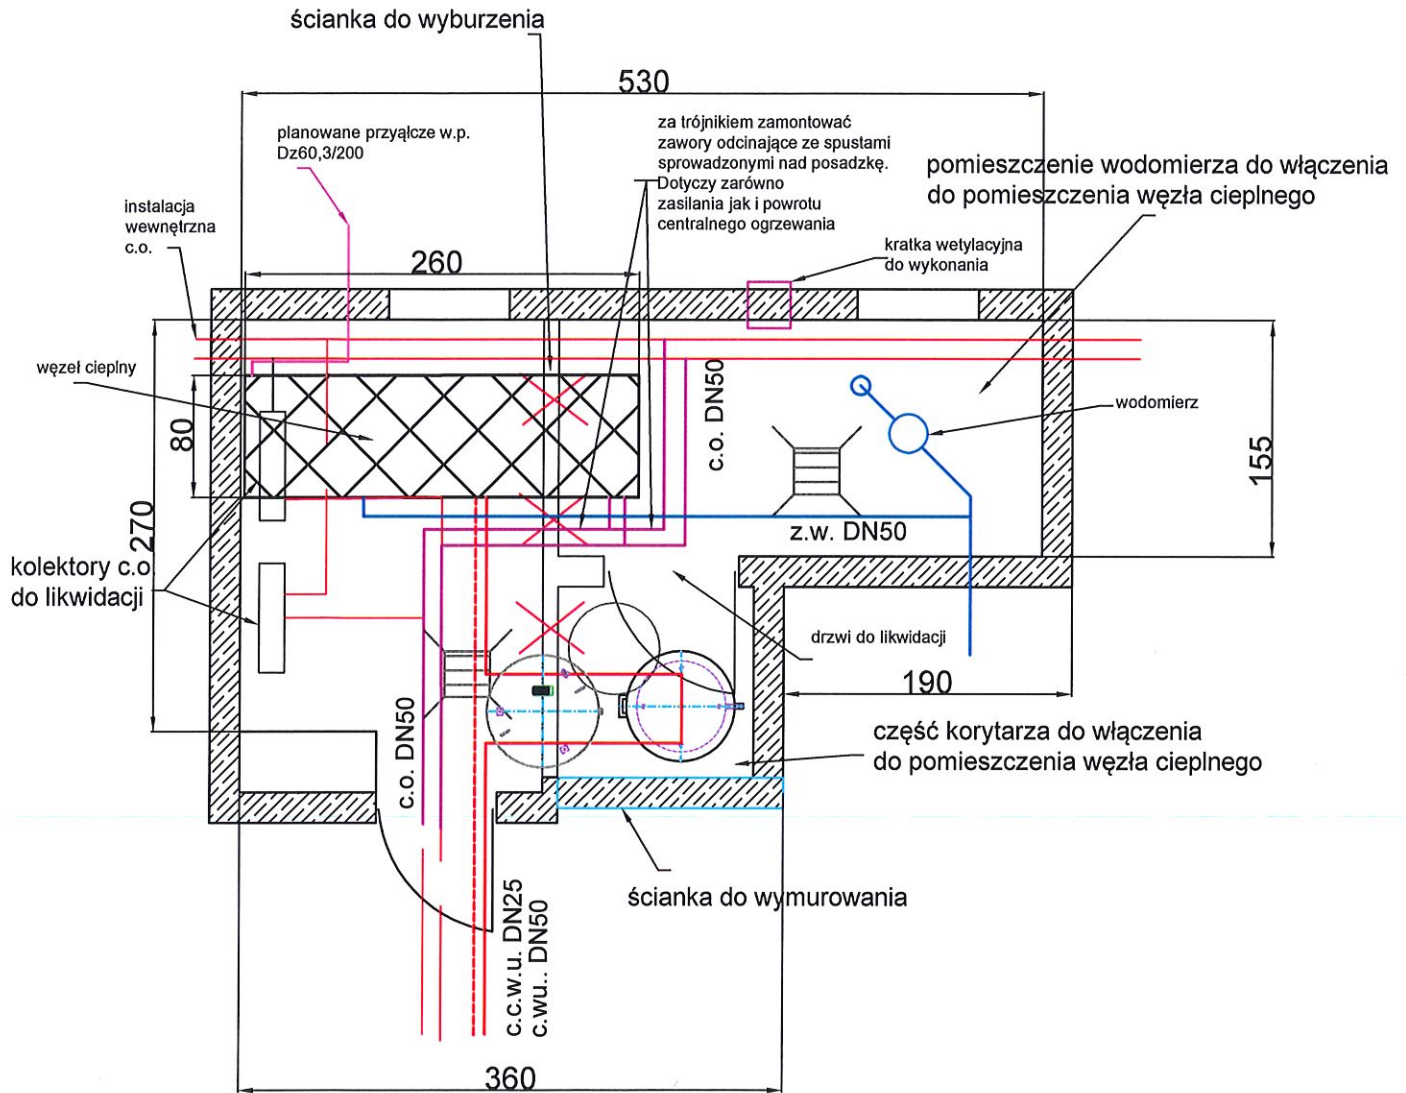 ścianka do wyburzenia
530
planowane przyąłcze w.p.
Dz60,3/200
za trójnikiem zamontować
zawory odcinające ze spustami
sprowadzonymi nad posadzkę.
Dotyczy zarówno
zasilania jak i powrotu
centralnego ogrzewania
pomieszczenie wodomierza do włączenia
do pomieszczenia węzła cieplnego
instalacja
wewnętrzna
c.o.
kratka wetylacyjna
do wykonania
260
węzeł cieplny
80
c.o. DN50
wodomierz
155
270
z.w. DN50
kolektory c.o.
do likwidacji
drzwi do likwidacji
190
c.o. DN50
część korytarza do włączenia
do pomieszczenia węzła cieplnego
ścianka do wymurowania
c.c.w.u. DN25
c.wu.. DN50
360